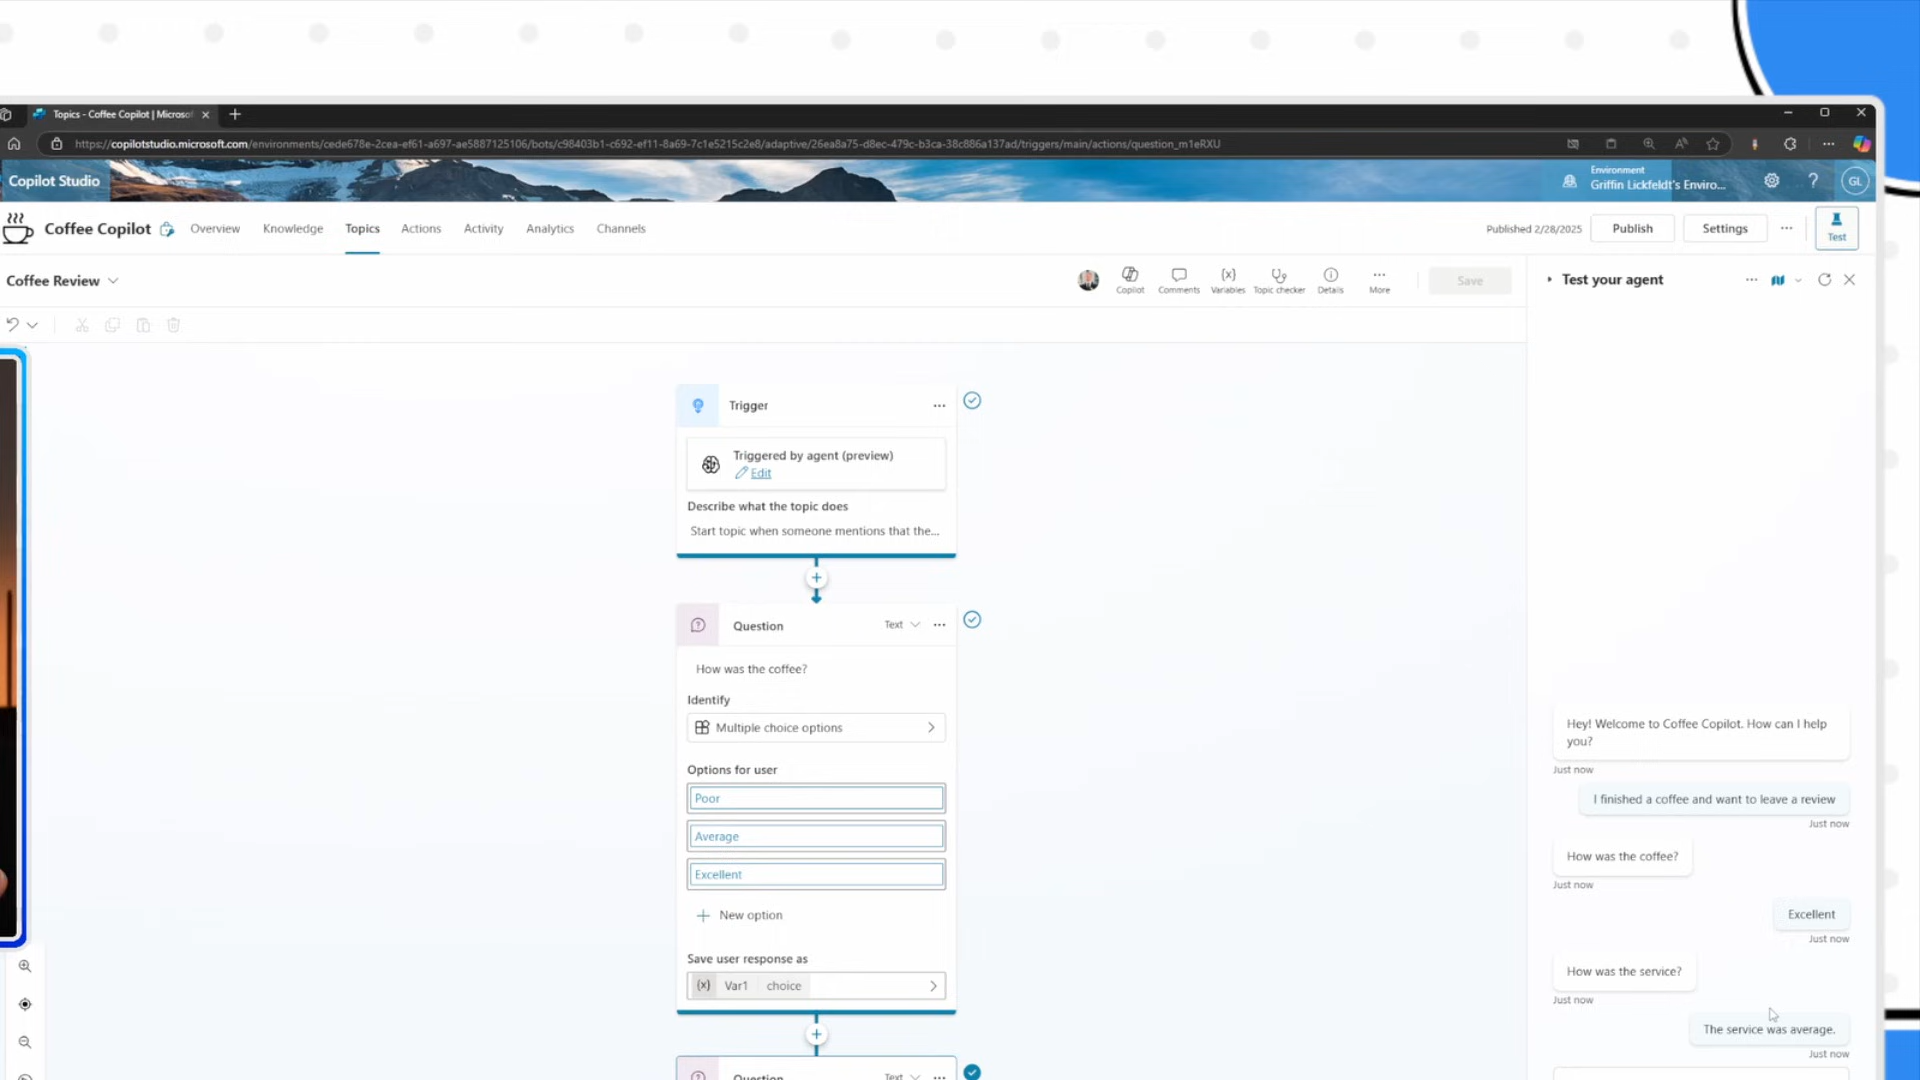 Topics - Coffee Copilot | Microsof
https://copilotstudio.microsoft.com/environments/cede678e-2cea-ef61-a697-ae5887125106/bots/c98403b1-c692-ef11-8a69-7c1e5215c2e8/adaptive/26ea8a75-d8ec-479c-b3ca-38c886a137ad/triggers/main/actions/question_m1eRXU
Copilot Studio
Environment
Griffin Lickfeldt's Enviro...
GL
Coffee Copilot
Overview
Knowledge
Topics
Actions
Activity
Analytics
Channels
Published 2/28/2025
Publish
Settings
Test
Coffee Review
Copilot
Comments
Variables
Topic checker
Details
More
Save
Test your agent
Trigger
Triggered by agent (preview)
Edit
Describe what the topic does
Start topic when someone mentions that the...
Question
Text
How was the coffee?
Identify
Multiple choice options
Options for user
Poor
Average
Excellent
New option
Save user response as
{x} Var1 choice
Question
Text
Hey! Welcome to Coffee Copilot. How can I help
you?
Just now
I finished a coffee and want to leave a review
Just now
How was the coffee?
Just now
Excellent
Just now
How was the service?
Just now
The service was average.
Just now